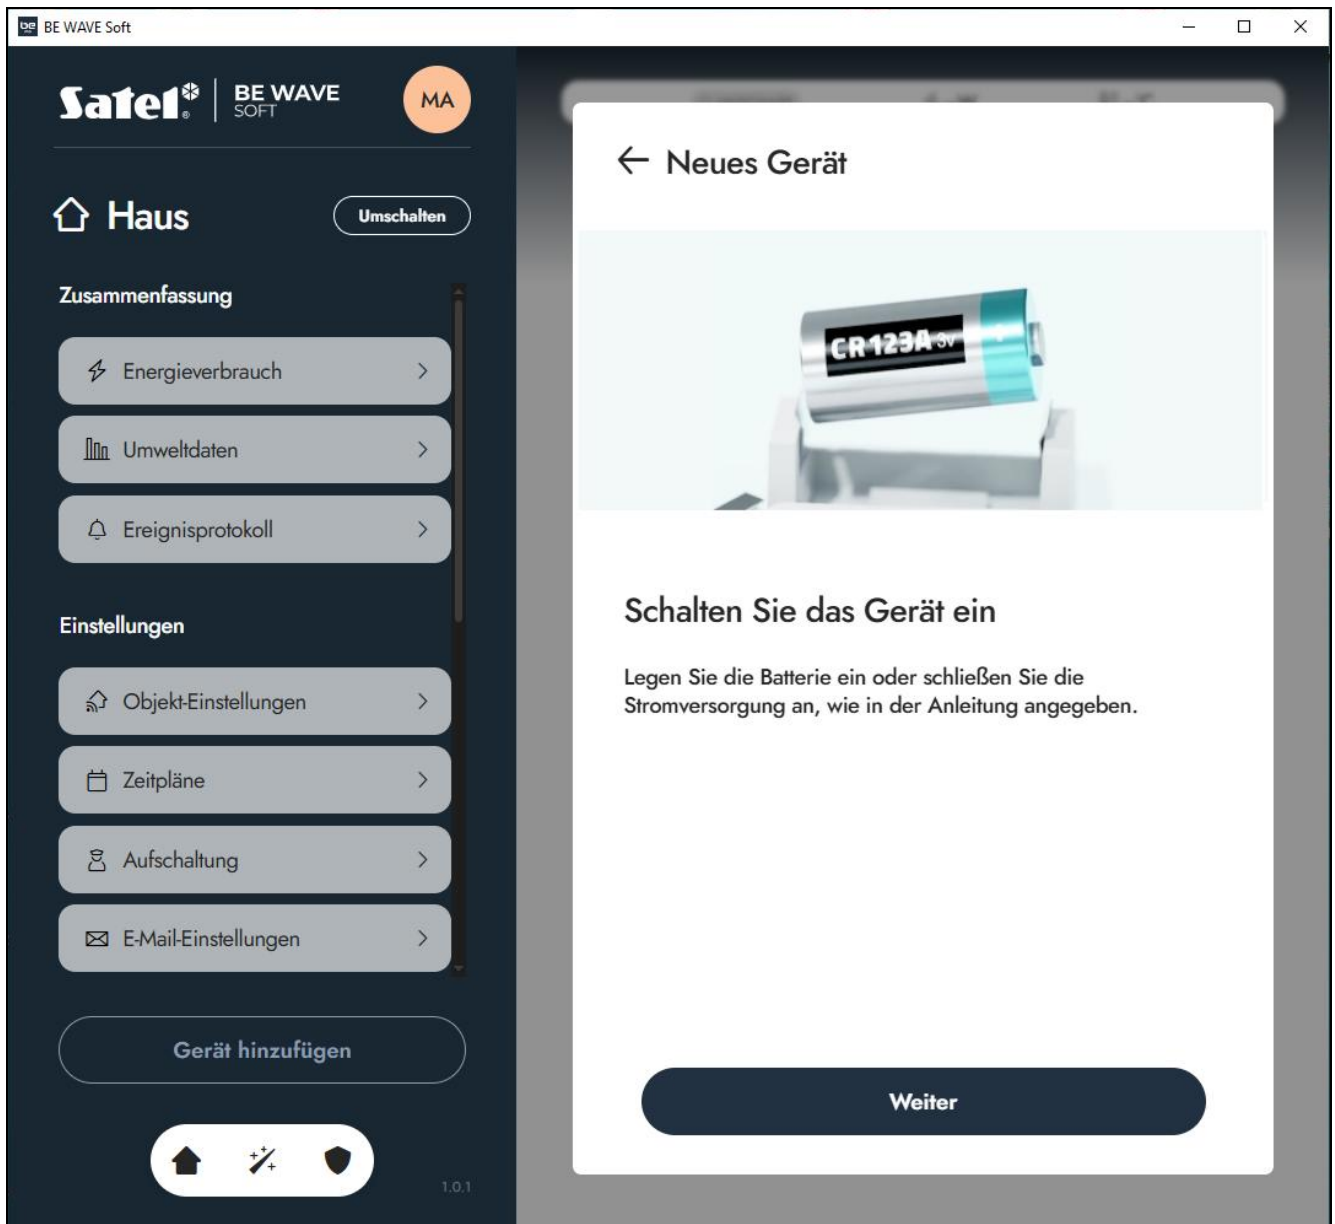 be
BE WAVE Soft
Satel®
BE WAVE
SOFT
MA
Haus
Umschalten
Zusammenfassung
Energieverbrauch
Umweltdaten
Ereignisprotokoll
Einstellungen
Objekt-Einstellungen
Zeitpläne
Aufschaltung
E-Mail-Einstellungen
Gerät hinzufügen
1.0.1
Neues Gerät
CR123A 3v
+
Schalten Sie das Gerät ein
Legen Sie die Batterie ein oder schließen Sie die
Stromversorgung an, wie in der Anleitung angegeben.
Weiter